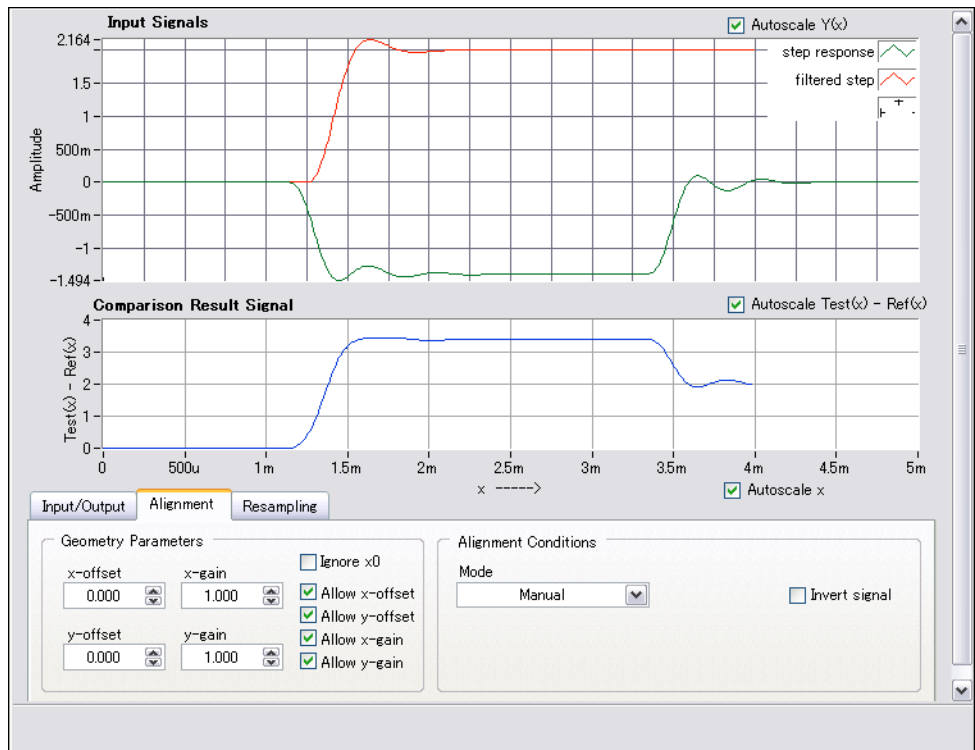 Input Signals
Autoscale Y(x)
step response
filtered step
Amplitude
2.164
1.5
1
500m
0
-500m
-1
-1.494
Comparison Result Signal
Autoscale Test(x) - Ref(x)
Test(x) - Ref(x)
4
3
2
1
0
0 500u 1m 1.5m 2m 2.5m 3m 3.5m 4m 4.5m 5m
x ----->
Autoscale x
Input/Output Alignment Resampling
Geometry Parameters
x-offset x-gain
0.000 1.000
y-offset y-gain
0.000 1.000
Ignore x0
Allow x-offset
Allow y-offset
Allow x-gain
Allow y-gain
Alignment Conditions
Mode
Manual
Invert signal